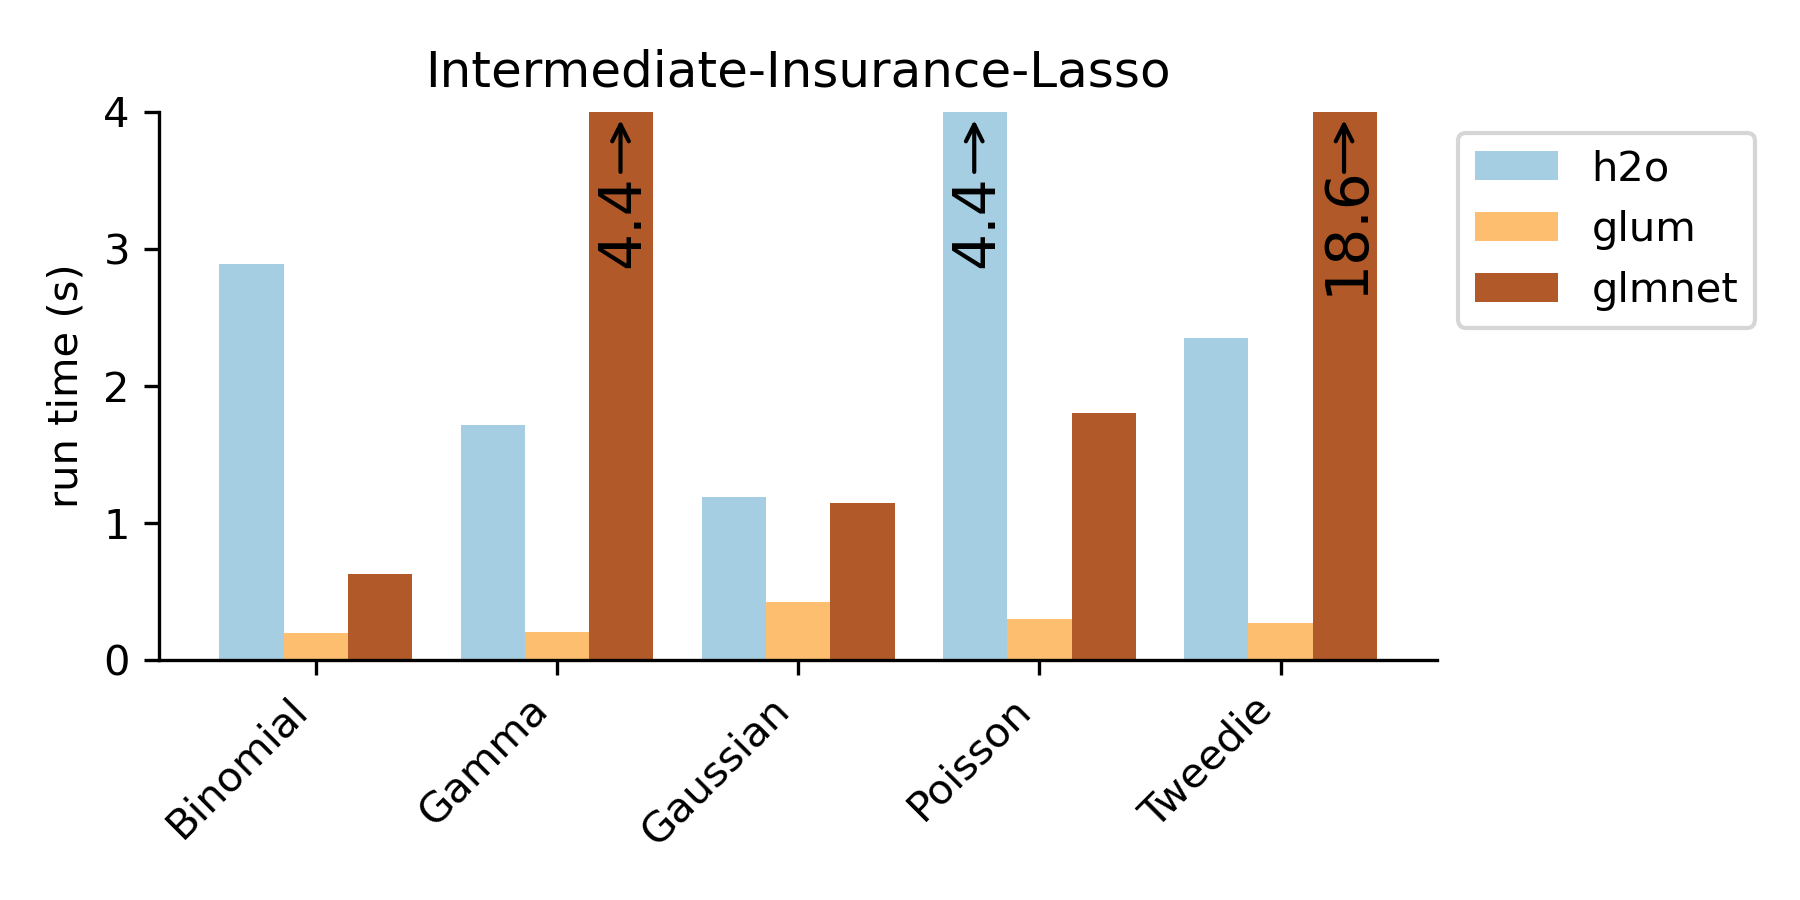 Intermediate-Insurance-Lasso
run time (s)
4
3
2
1
0
4.4
4.4
18.6
Binomial
Gamma
Gaussian
Poisson
Tweedie
h2o
glum
glmnet